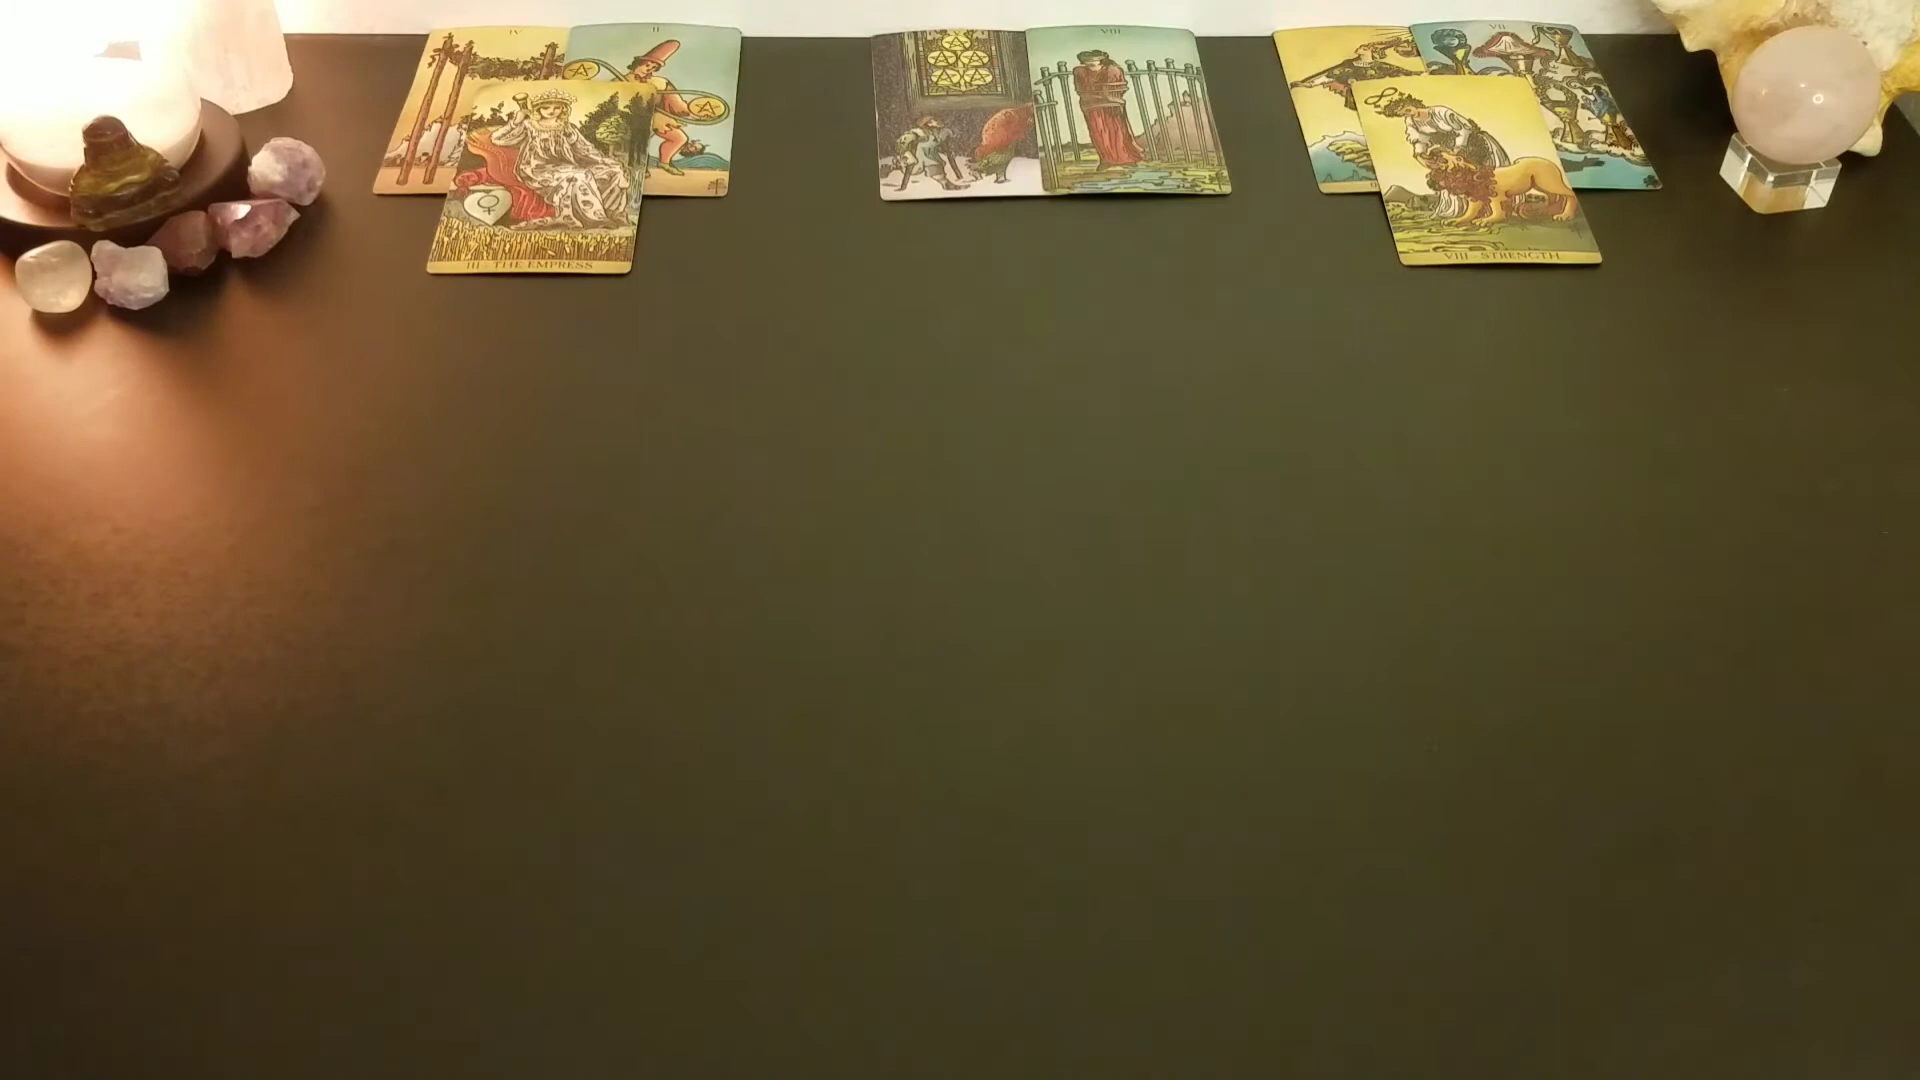 IV
II
III - THE EMPRESS
VIII
VII
VIII - STRENGTH